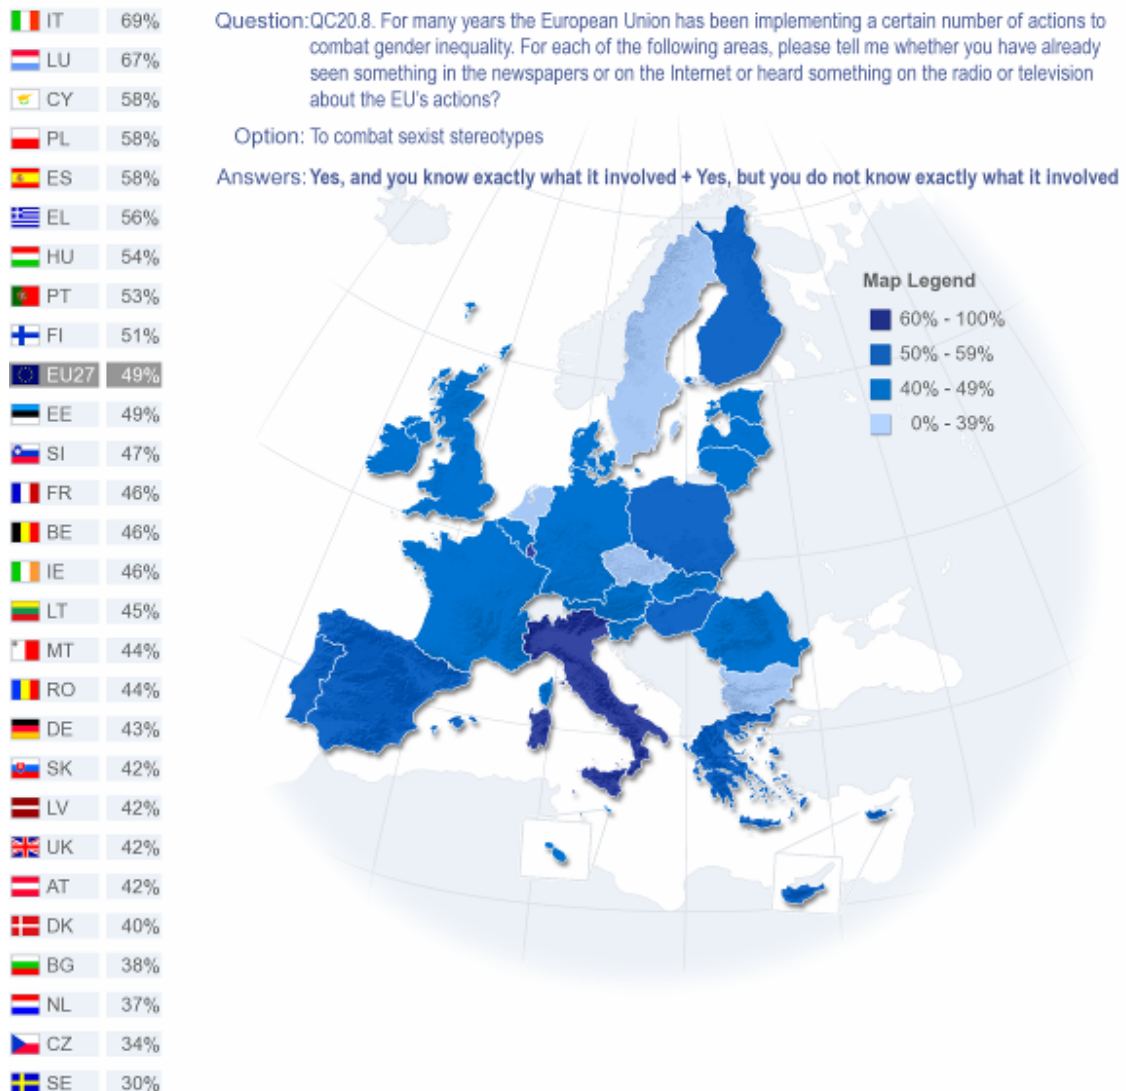 IT 69%
LU 67%
CY 58%
PL 58%
ES 58%
EL 56%
HU 54%
PT 53%
FI 51%
EU27 49%
EE 49%
SI 47%
FR 46%
BE 46%
IE 46%
LT 45%
MT 44%
RO 44%
DE 43%
SK 42%
LV 42%
UK 42%
AT 42%
DK 40%
BG 38%
NL 37%
CZ 34%
SE 30%
Question:QC20.8. For many years the European Union has been implementing a certain number of actions to
combat gender inequality. For each of the following areas, please tell me whether you have already
seen something in the newspapers or on the Internet or heard something on the radio or television
about the EU's actions?
Option: To combat sexist stereotypes
Answers: Yes, and you know exactly what it involved + Yes, but you do not know exactly what it involved
Map Legend
60% - 100%
50% - 59%
40% - 49%
0% - 39%